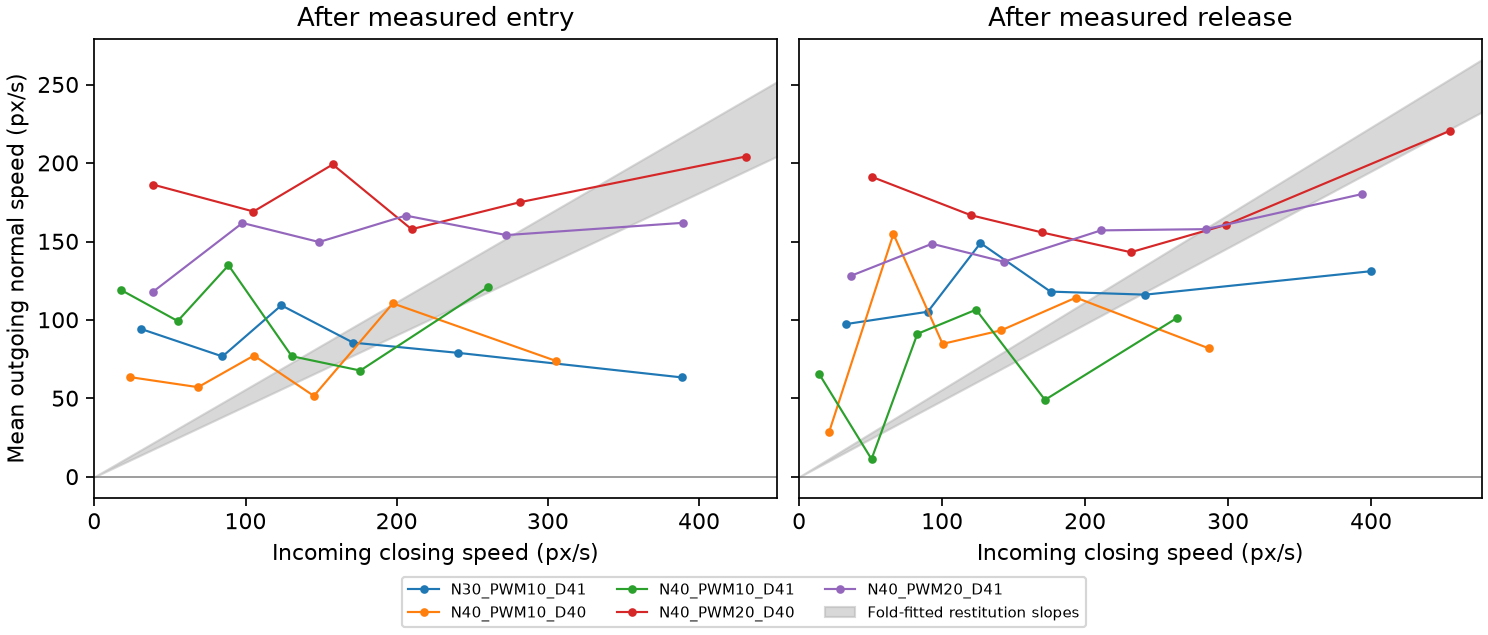 After measured entry
After measured release
Mean outgoing normal speed (px/s)
250
200
150
100
50
0
0 100 200 300 400
0 100 200 300 400
Incoming closing speed (px/s)
Incoming closing speed (px/s)
N30_PWM10_D41
N40_PWM10_D40
N40_PWM10_D41
N40_PWM20_D40
N40_PWM20_D41
Fold-fitted restitution slopes